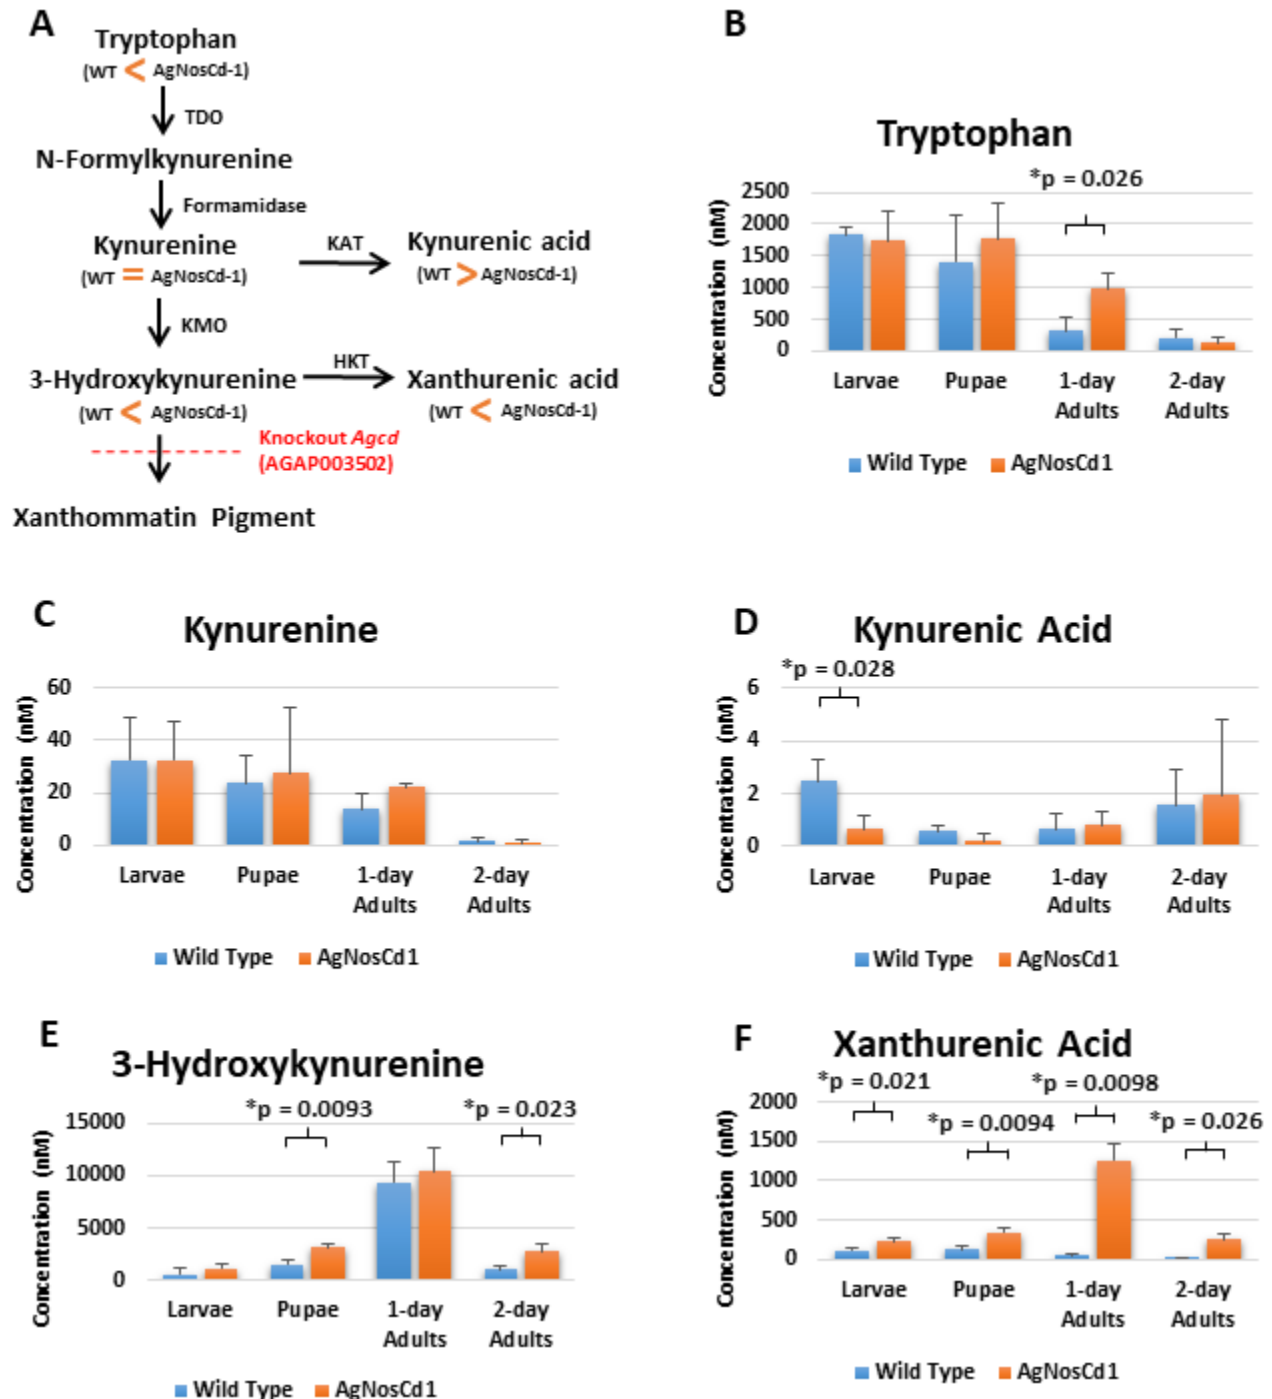 A
Tryptophan
(WT < AgNosCd-1)
TDO
N-Formylkynurenine
Formamidase
Kynurenine
(WT = AgNosCd-1)
KAT
Kynurenic acid
(WT > AgNosCd-1)
KMO
3-Hydroxykynurenine
(WT < AgNosCd-1)
HKT
Xanthurenic acid
(WT < AgNosCd-1)
Knockout Agcd
(AGAP003502)
Xanthommatin Pigment
B
Tryptophan
*p = 0.026
Concentration (nM)
2500
2000
1500
1000
500
0
Larvae Pupae 1-day Adults 2-day Adults
Wild Type AgNosCd1
C
Kynurenine
Concentration (nM)
60
40
20
0
Larvae Pupae 1-day Adults 2-day Adults
Wild Type AgNosCd1
D
Kynurenic Acid
*p = 0.028
Concentration (nM)
6
4
2
0
Larvae Pupae 1-day Adults 2-day Adults
Wild Type AgNosCd1
E
3-Hydroxykynurenine
*p = 0.0093 *p = 0.023
Concentration (nM)
15000
10000
5000
0
Larvae Pupae 1-day Adults 2-day Adults
Wild Type AgNosCd1
F
Xanthurenic Acid
*p = 0.021 *p = 0.0098
*p = 0.0094 *p = 0.026
Concentration (nM)
2000
1500
1000
500
0
Larvae Pupae 1-day Adults 2-day Adults
Wild Type AgNosCd1